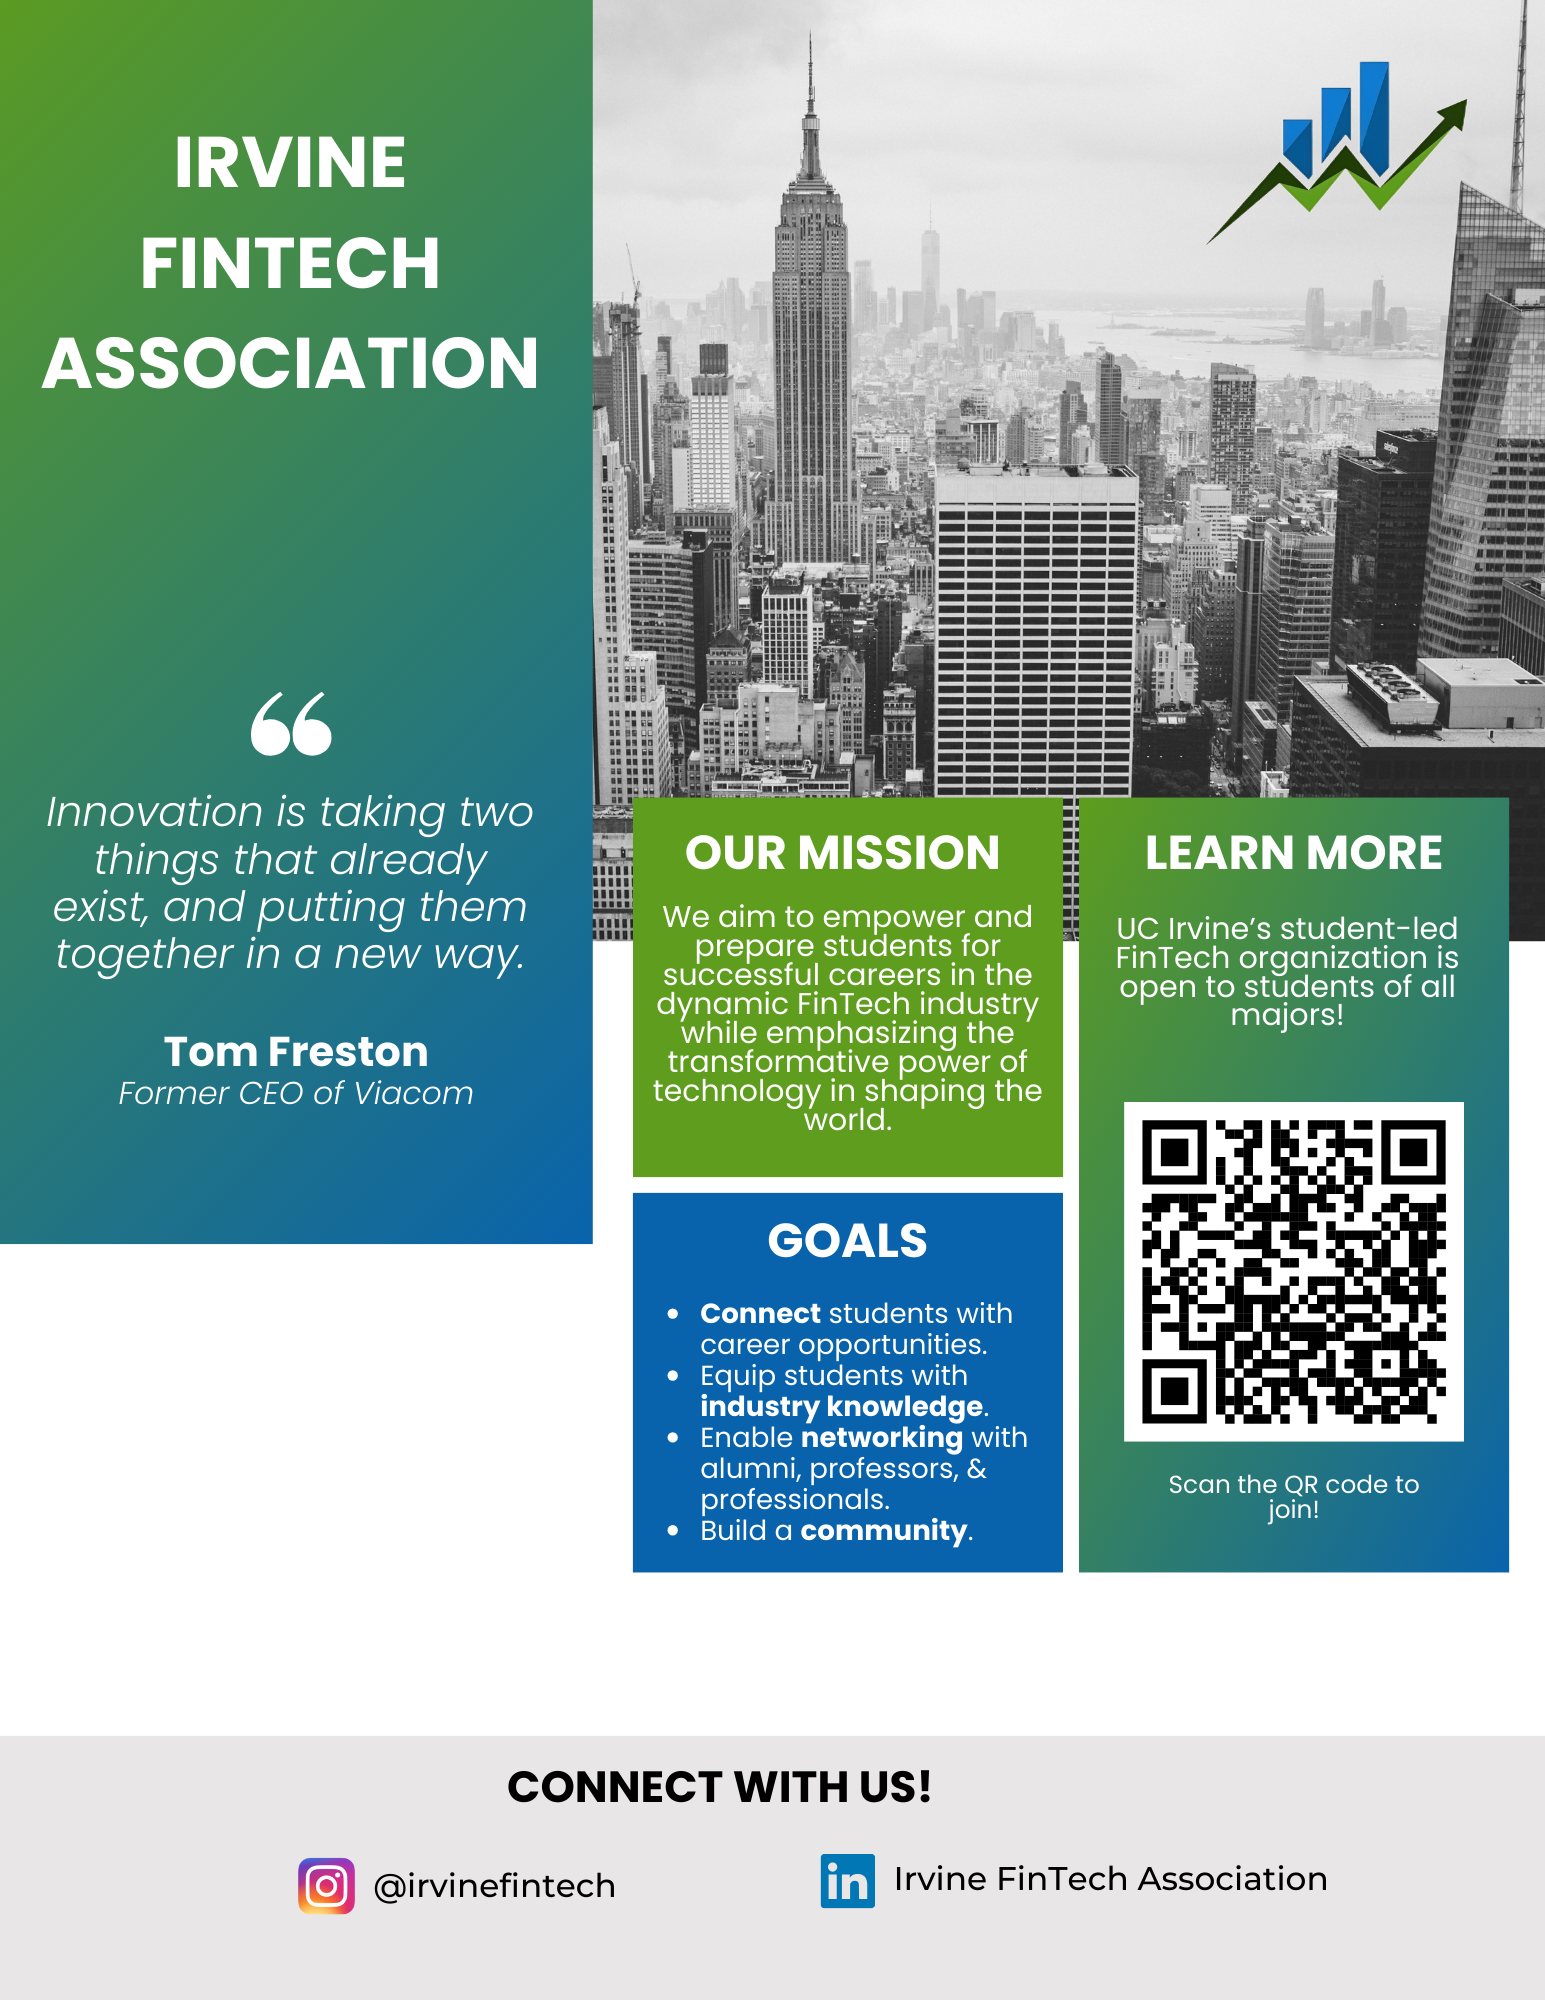 IRVINE
FINTECH
ASSOCIATION
Innovation is taking two
things that already
exist, and putting them
together in a new way.
Tom Freston
Former CEO of Viacom
OUR MISSION
We aim to empower and
prepare students for
successful careers in the
dynamic FinTech industry
while emphasizing the
transformative power of
technology in shaping the
world.
GOALS
• Connect students with
career opportunities.
• Equip students with
industry knowledge.
• Enable networking with
alumni, professors, &
professionals.
• Build a community.
LEARN MORE
UC Irvine’s student-led
FinTech organization is
open to students of all
majors!
Scan the QR code to
join!
CONNECT WITH US!
@irvinefintech
in Irvine FinTech Association